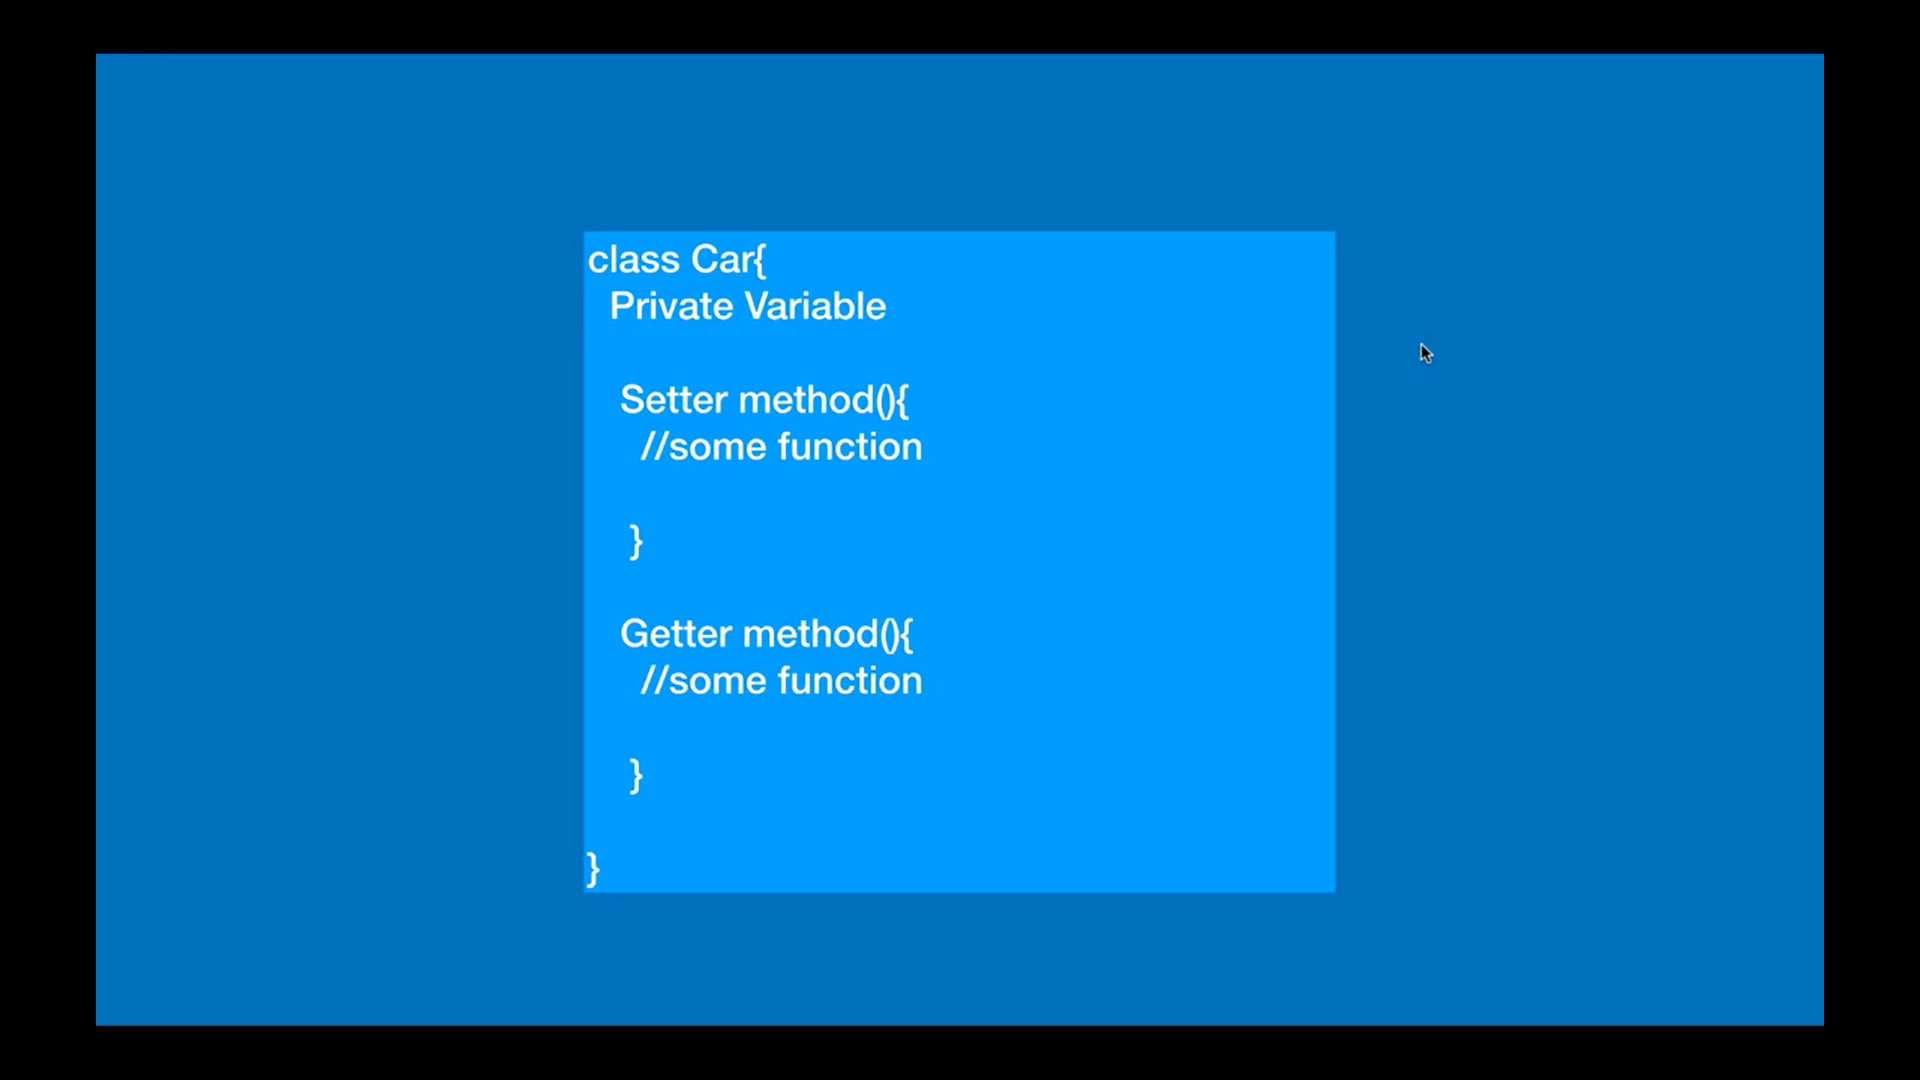 class Car{
Private Variable
Setter method(){
//some function
}
Getter method(){
//some function
}
}